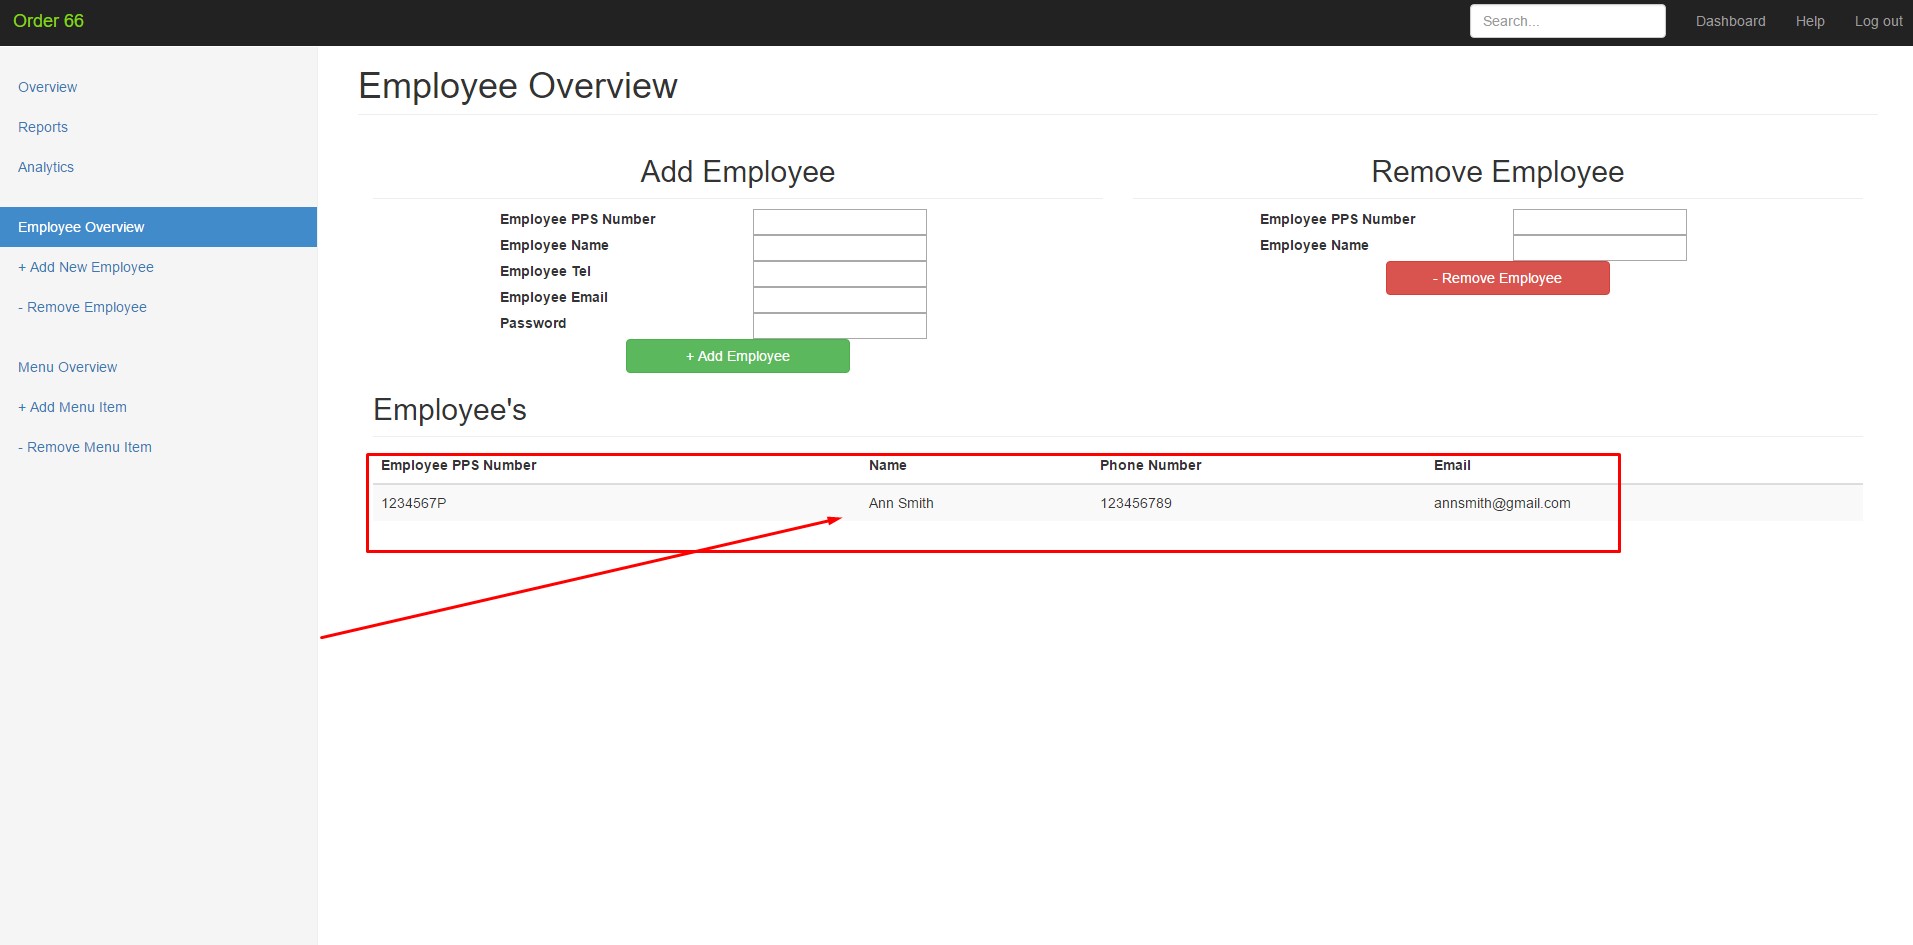 Order 66
Search...
Dashboard
Help
Log out
Overview
Reports
Analytics
Employee Overview
+ Add New Employee
- Remove Employee
Menu Overview
+ Add Menu Item
- Remove Menu Item
Employee Overview
Add Employee
Employee PPS Number
Employee Name
Employee Tel
Employee Email
Password
+ Add Employee
Remove Employee
Employee PPS Number
Employee Name
- Remove Employee
Employee's
Employee PPS Number Name Phone Number Email
1234567P Ann Smith 123456789 annsmith@gmail.com